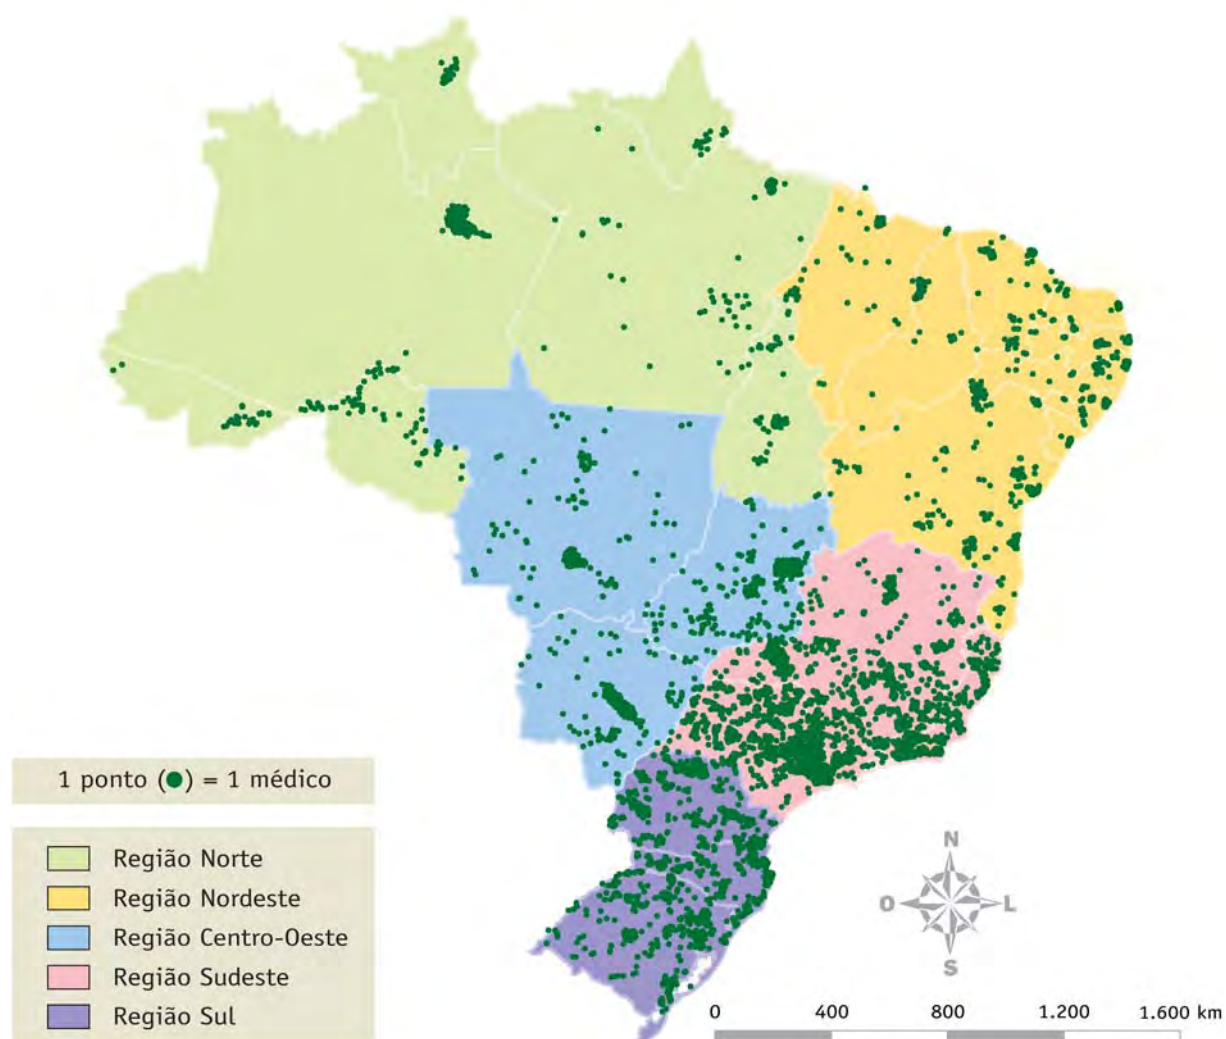 1 ponto (●) = 1 médico
Região Norte
Região Nordeste
Região Centro-Oeste
Região Sudeste
Região Sul
N
O
L
S
0 400 800 1.200 1.600 km